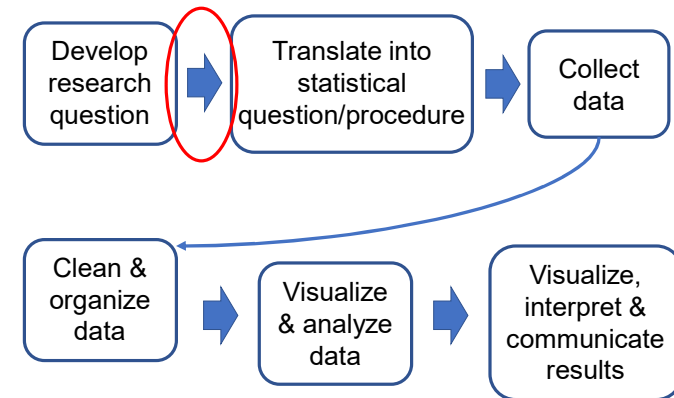 Develop
research
question
Translate into
statistical
question/procedure
Collect
data
Clean &
organize
data
Visualize
& analyze
data
Visualize,
interpret &
communicate
results